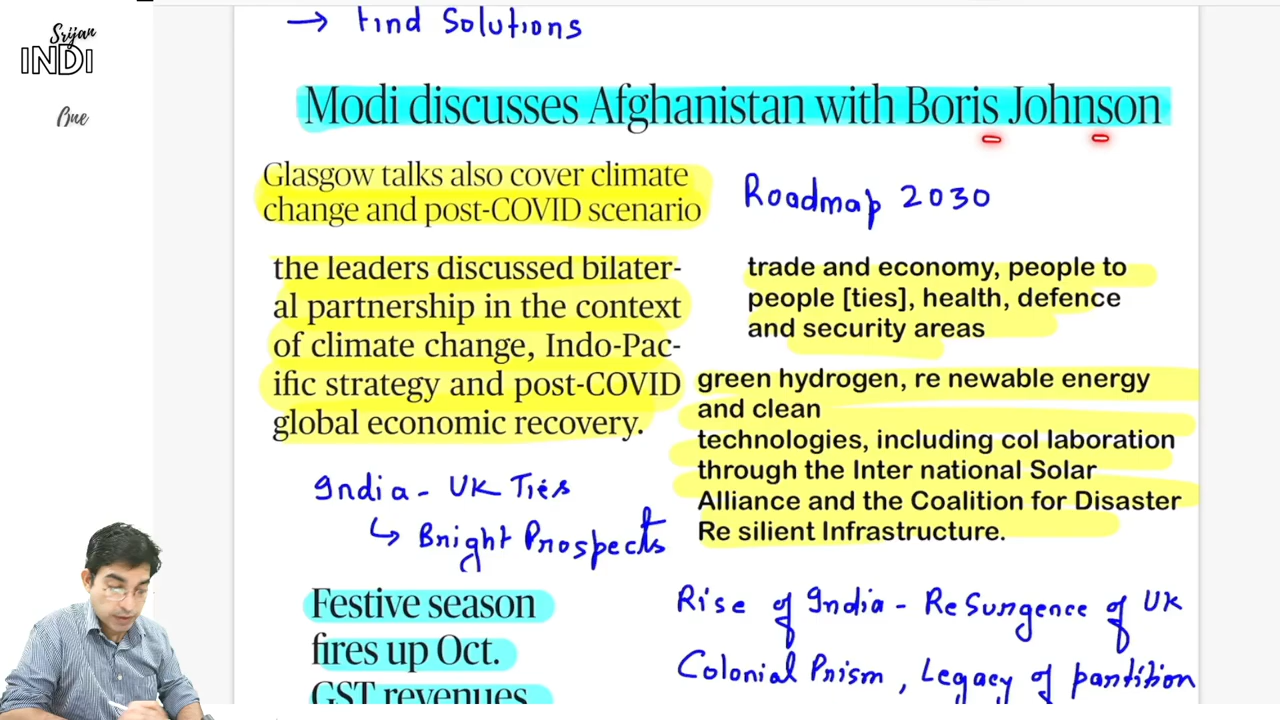 Srijan
INDI
→ Find Solutions
Modi discusses Afghanistan with Boris Johnson
Glasgow talks also cover climate
change and post-COVID scenario
Roadmap 2030
the leaders discussed bilater-
al partnership in the context
of climate change, Indo-Pac-
ific strategy and post-COVID
global economic recovery.
trade and economy, people to
people [ties], health, defence
and security areas
green hydrogen, re newable energy
and clean
technologies, including col laboration
through the Inter national Solar
Alliance and the Coalition for Disaster
Re silient Infrastructure.
India - UK Ties
↳ Bright Prospects
Festive season
fires up Oct.
GST revenues
Rise of India - ReSurgence of UK
Colonial Prism, Legacy of partition